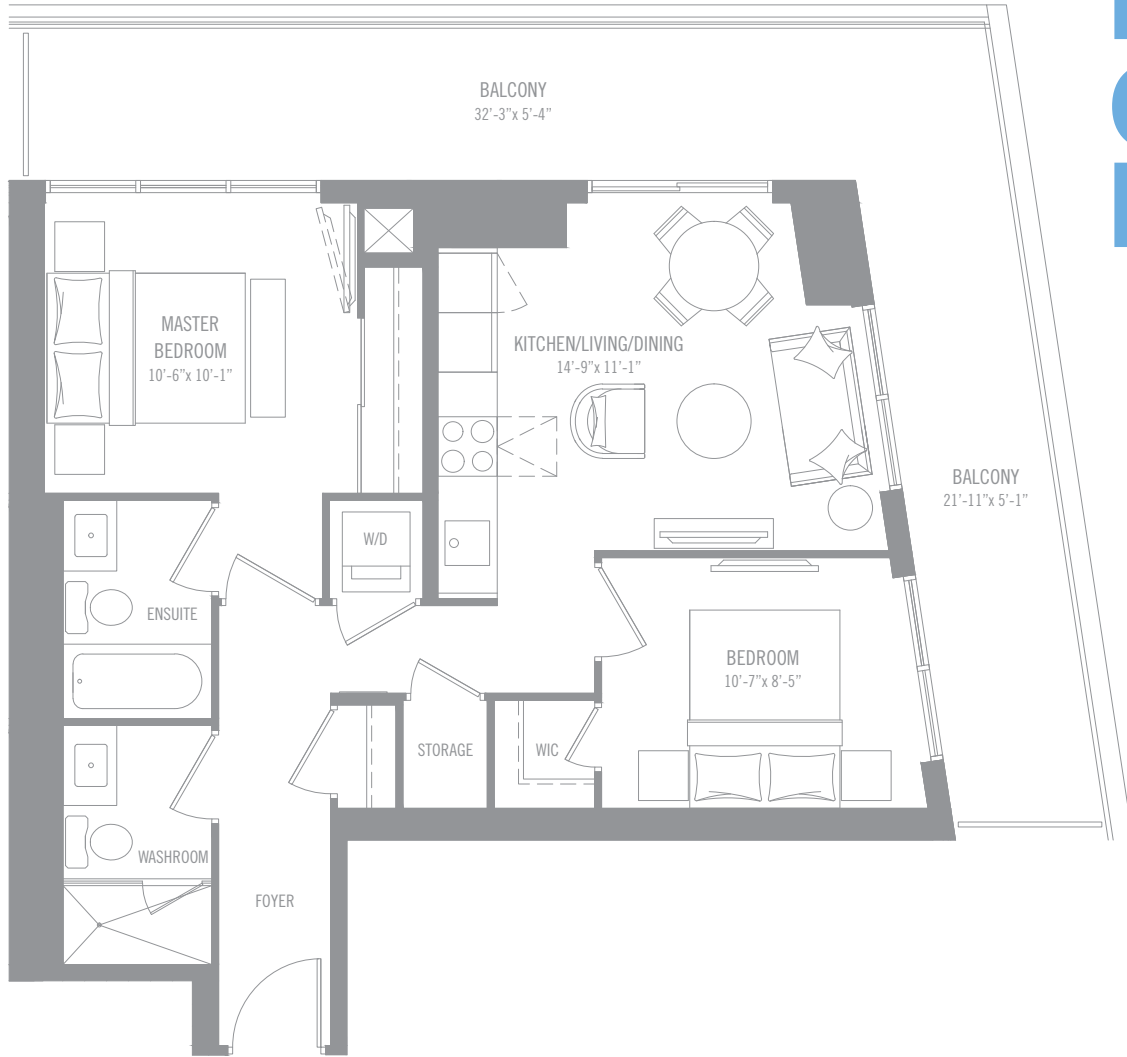 BALCONY
32’-3”x 5’-4”
MASTER
BEDROOM
10’-6”x 10’-1”
KITCHEN/LIVING/DINING
14’-9”x 11’-1”
BALCONY
21’-11”x 5’-1”
W/D
ENSUITE
BEDROOM
10’-7”x 8’-5”
STORAGE
WIC
WASHROOM
FOYER